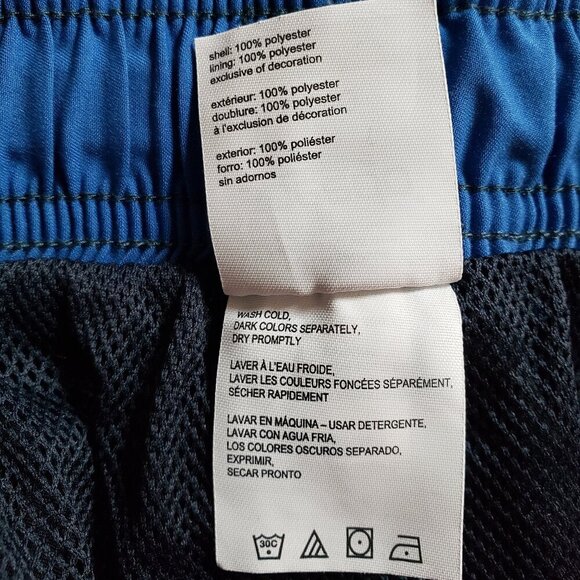 shell: 100% polyester
lining: 100% polyester
exclusive of decoration
extérieur: 100% polyester
doublure: 100% polyester
à l'exclusion de décoration
exterior: 100% poliéster
forro: 100% poliéster
sin adornos
WASH COLD,
DARK COLORS SEPARATELY,
DRY PROMPTLY
LAVER À L'EAU FROIDE,
LAVER LES COULEURS FONCÉES SÉPARÉMENT,
SÉCHER RAPIDEMENT
LAVAR EN MÁQUINA – USAR DETERGENTE,
LAVAR CON AGUA FRIA,
LOS COLORES OSCUROS SEPARADO,
EXPRIMIR,
SECAR PRONTO
30C